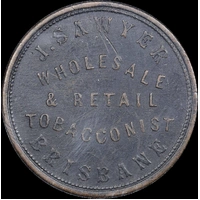 J. SAWYER
WHOLESALE
& RETAIL
TOBACCONIST
BRISBANE